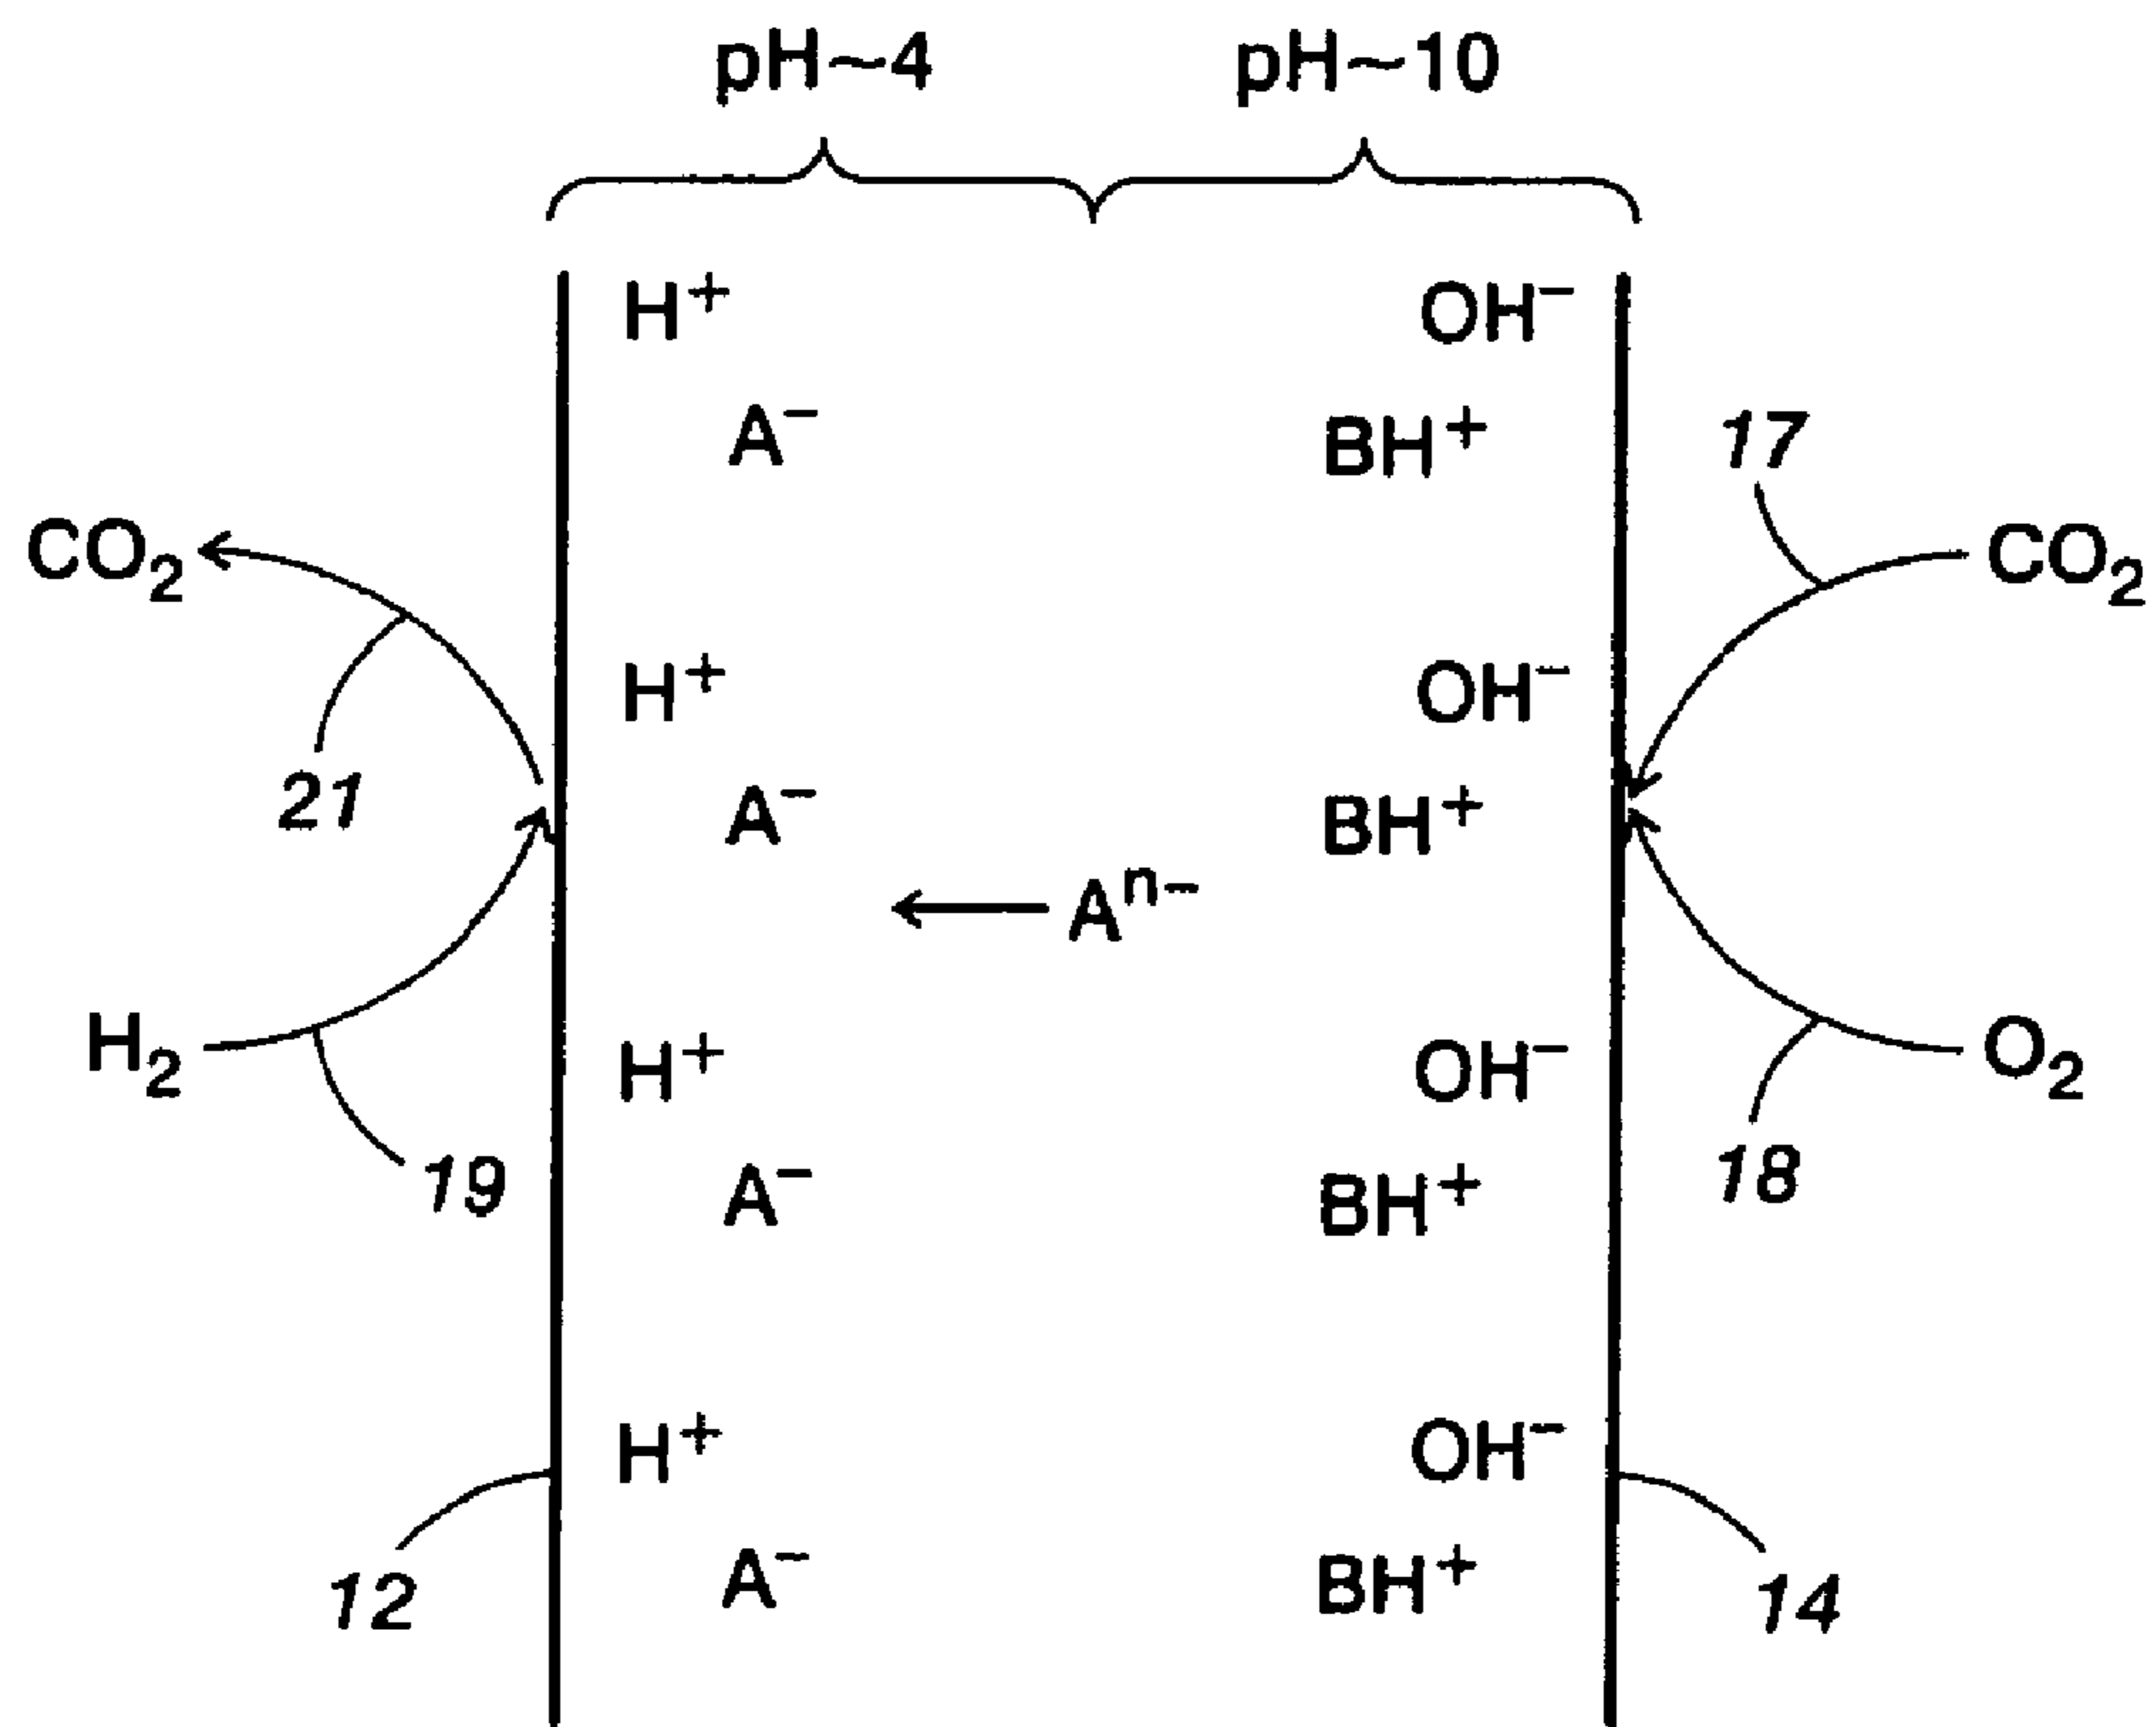 pH~4 pH~10
H⁺ OH⁻
A⁻ BH⁺ 17
CO₂ CO₂
H⁺ OH⁻
21 A⁻ BH⁺
Aⁿ⁻
H₂ H⁺ OH⁻ O₂
19 A⁻ BH⁺ 18
H⁺ OH⁻
12 A⁻ BH⁺ 14